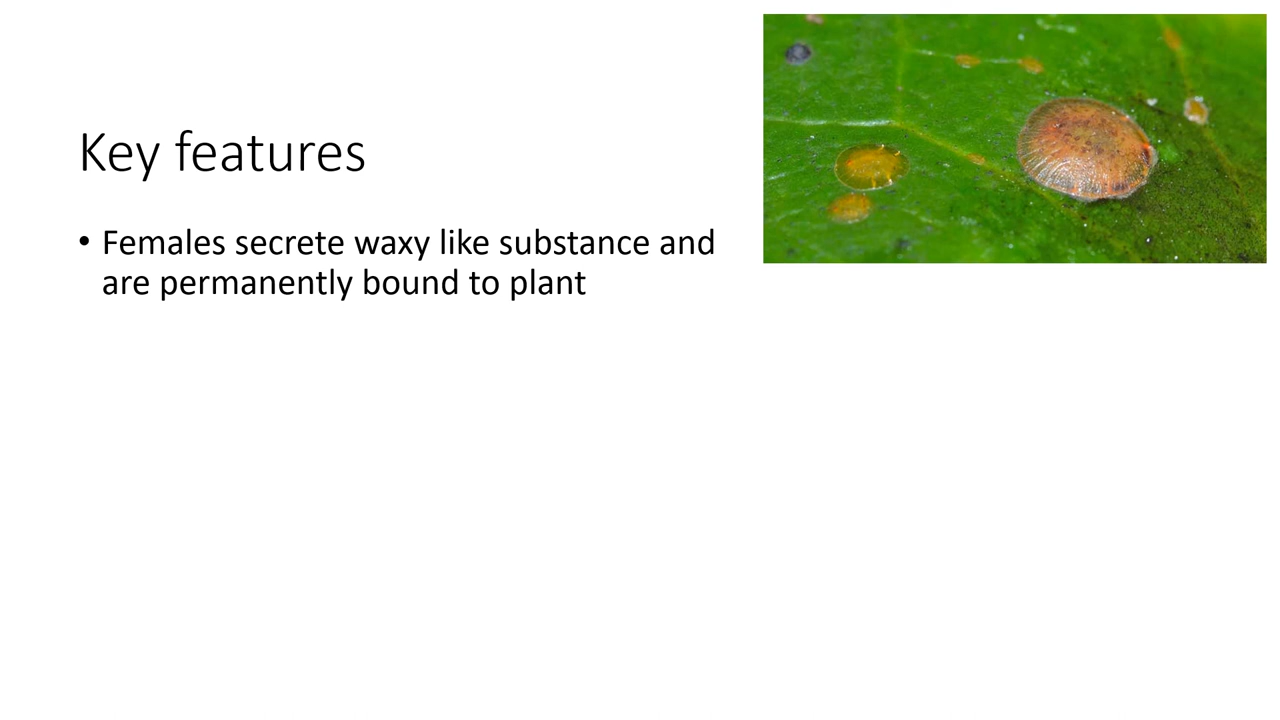 Key features
• Females secrete waxy like substance and
are permanently bound to plant